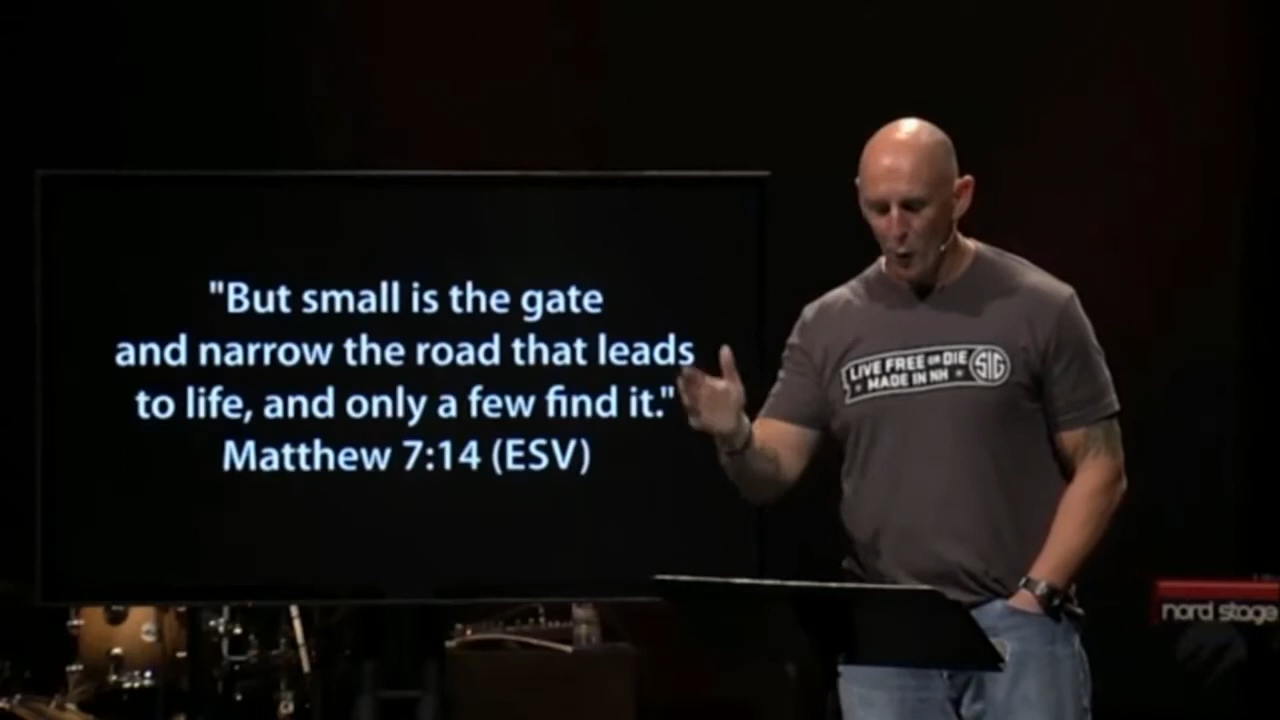 "But small is the gate
and narrow the road that leads
to life, and only a few find it."
Matthew 7:14 (ESV)
LIVE FREE OR DIE
MADE IN NH
SIG
nord stage